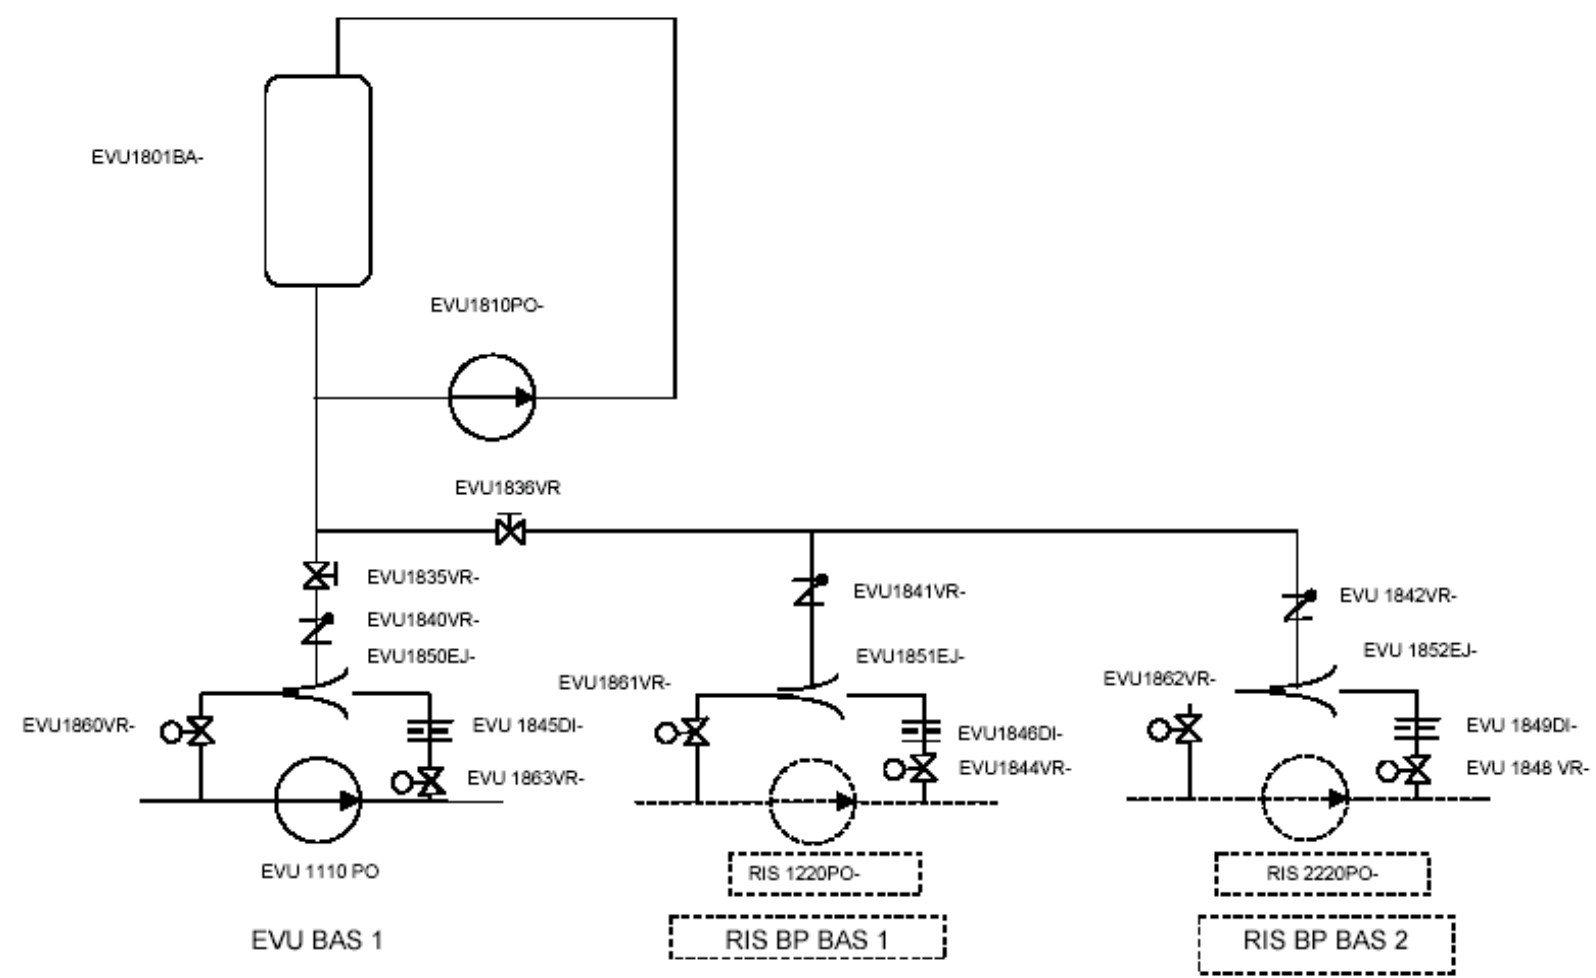 EVU1801BA-
EVU1810PO-
EVU1836VR
EVU1835VR-
EVU1840VR-
EVU1850EJ-
EVU1860VR-
EVU 1845DI-
EVU 1863VR-
EVU 1110 PO
EVU BAS 1
EVU1841VR-
EVU1851EJ-
EVU1861VR-
EVU1846DI-
EVU1844VR-
RIS 1220PO-
RIS BP BAS 1
EVU 1842VR-
EVU 1852EJ-
EVU1862VR-
EVU 1849DI-
EVU 1848 VR-
RIS 2220PO-
RIS BP BAS 2